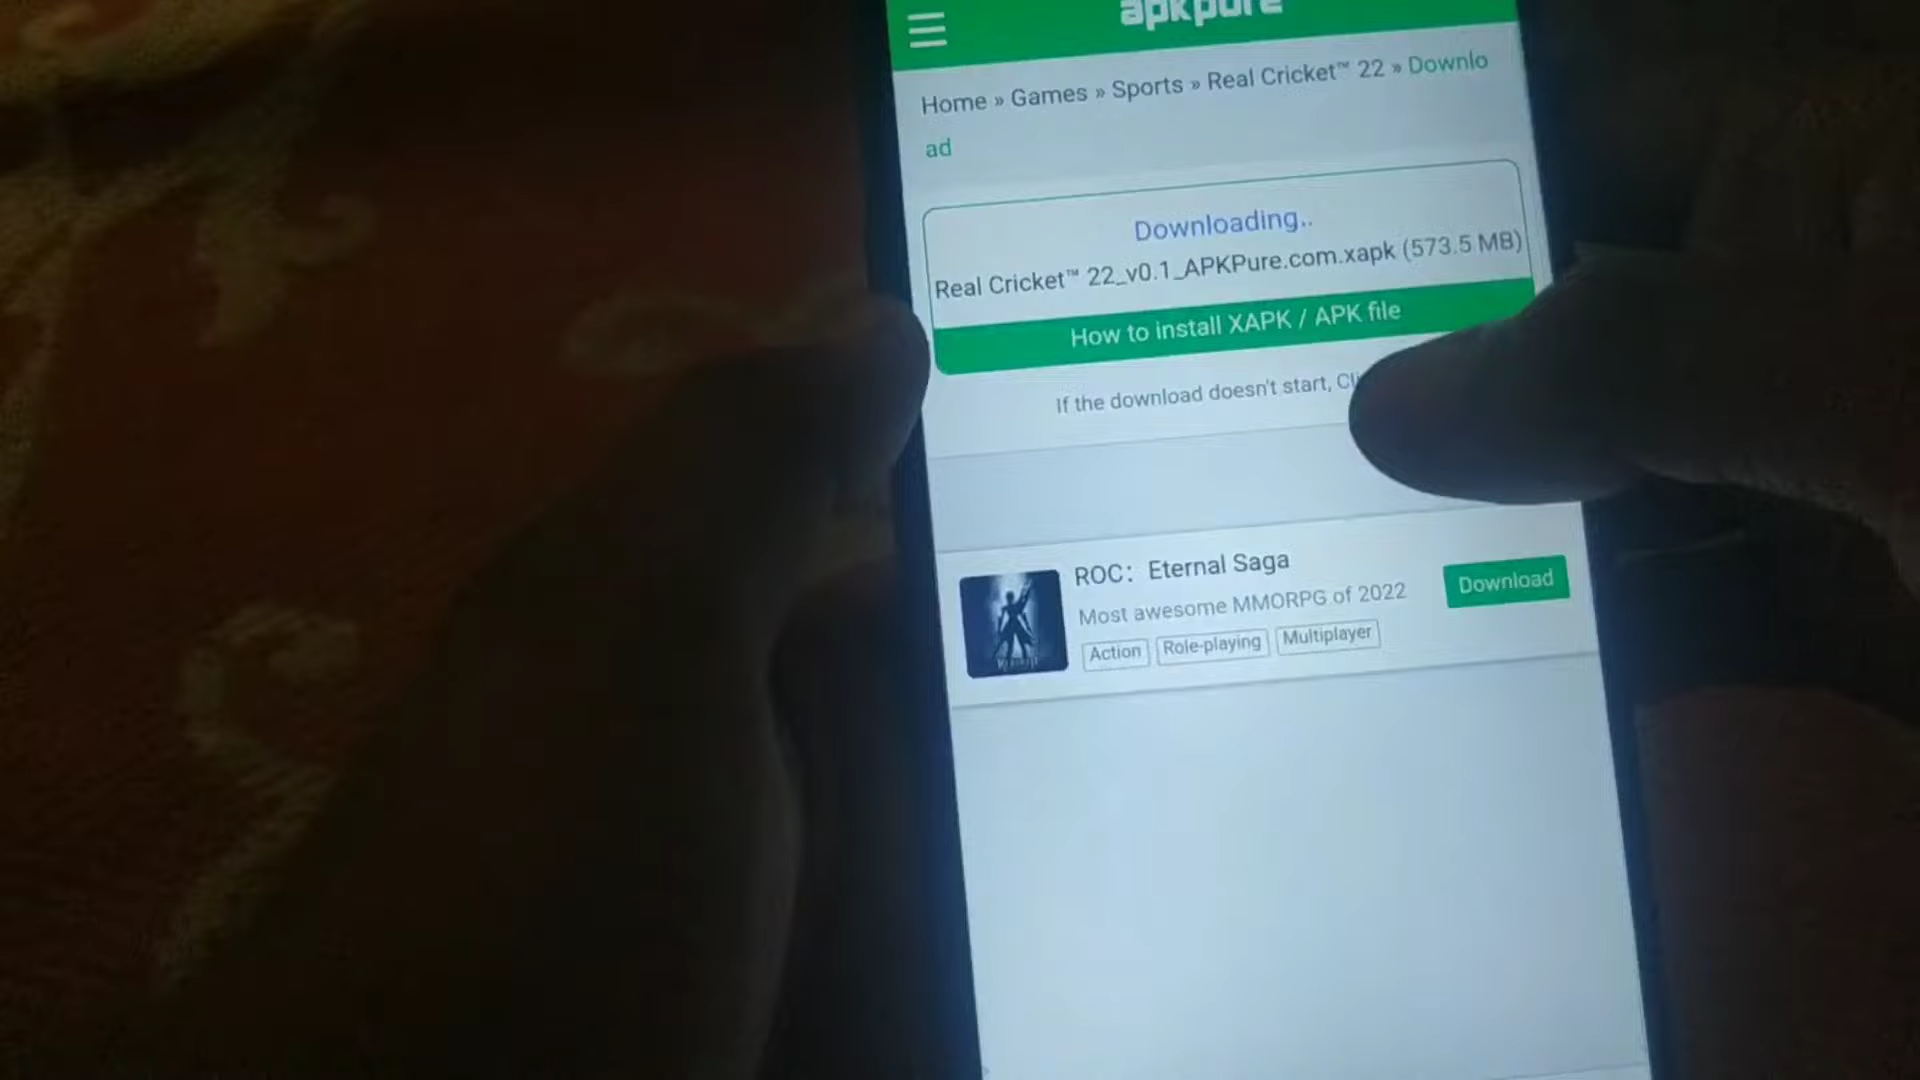 apkpure
Home » Games » Sports » Real Cricket™ 22 » Downlo
ad
Downloading..
Real Cricket™ 22_v0.1_APKPure.com.xapk (573.5 MB)
How to install XAPK / APK file
If the download doesn't start,
ROC: Eternal Saga
Most awesome MMORPG of 2022
Download
Action Role-playing Multiplayer